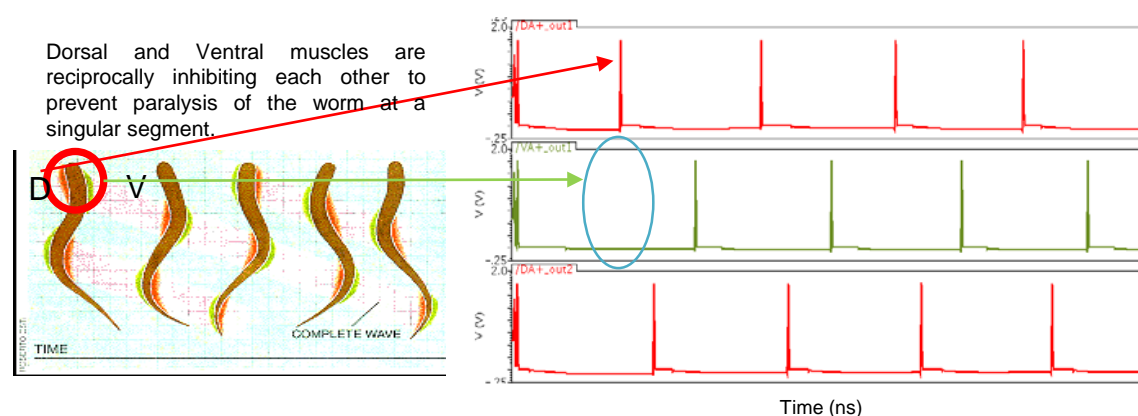 Dorsal and Ventral muscles are
reciprocally inhibiting each other to
prevent paralysis of the worm at a
singular segment.
D
V
COMPLETE WAVE
TIME
2.0
/DA+_out1
V (V)
-.25
2.0
/VA+_out1
V (V)
-.25
2.0
/DA+_out2
V (V)
-.25
Time (ns)